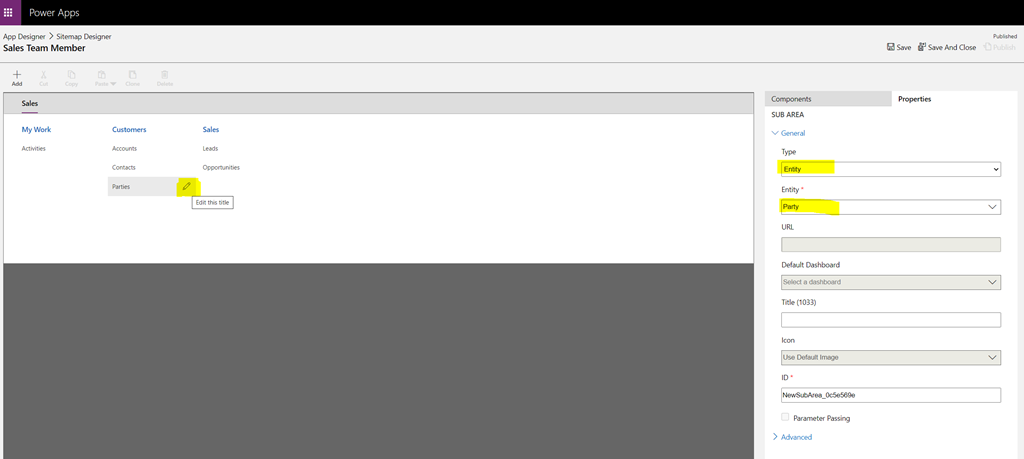 Power Apps
App Designer > Sitemap Designer
Published
Sales Team Member
Save Save And Close Publish
Add Cut Copy Paste Clone Delete
Sales
My Work Customers Sales
Activities Accounts Leads
Contacts Opportunities
Parties
Edit this title
Components Properties
SUB AREA
General
Type
Entity
Entity *
Party
URL
Default Dashboard
Select a dashboard
Title (1033)
Icon
Use Default Image
ID *
NewSubArea_0c5e569e
Parameter Passing
Advanced